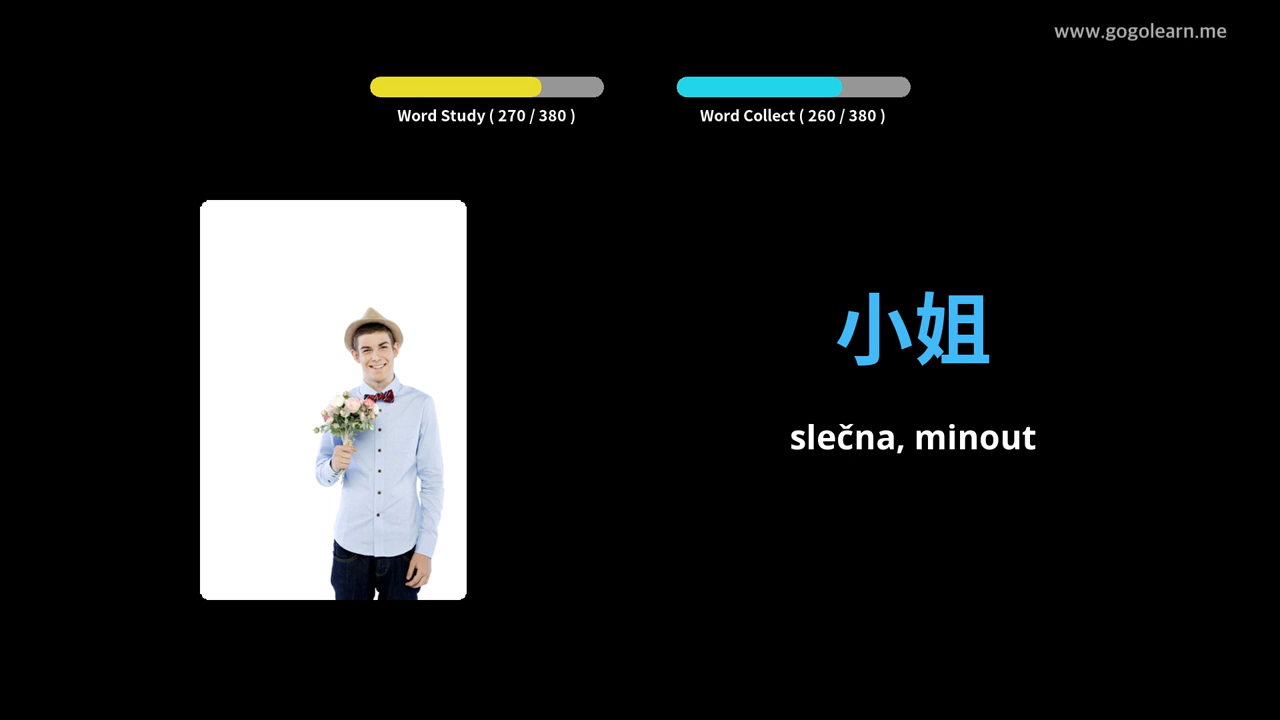 www.gogolearn.me
Word Study ( 270 / 380 )
Word Collect ( 260 / 380 )
小姐
slečna, minout